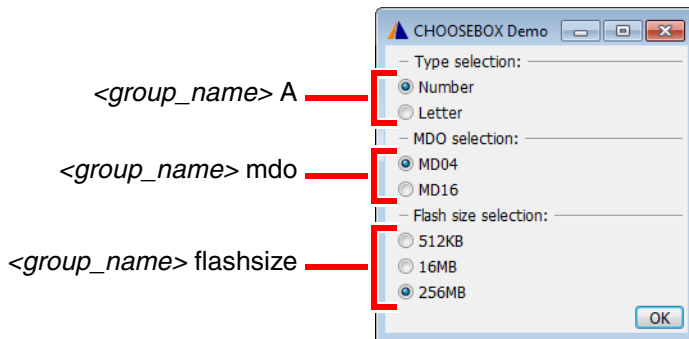 CHOOSEBOX Demo
Type selection:
<group_name> A
Number
Letter
MDO selection:
<group_name> mdo
MD04
MD16
Flash size selection:
<group_name> flashsize
512KB
16MB
256MB
OK